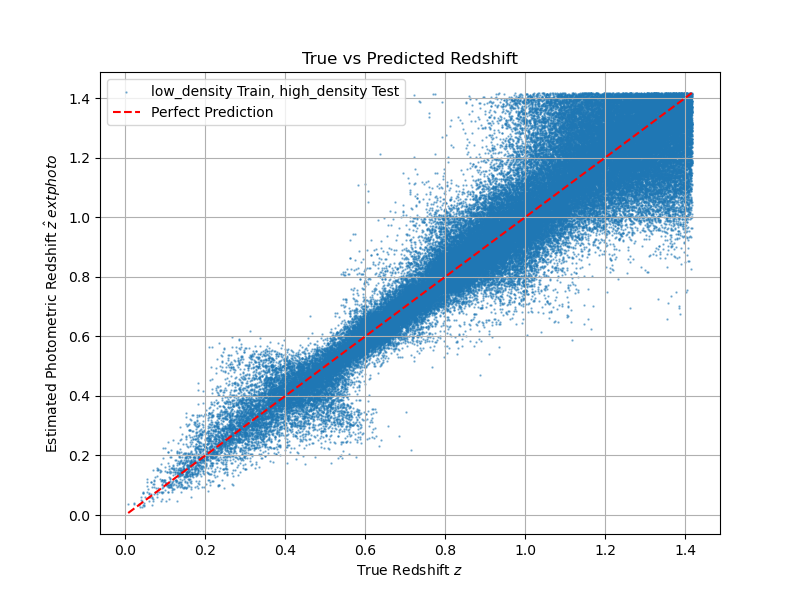 True vs Predicted Redshift
low_density Train, high_density Test
Perfect Prediction
Estimated Photometric Redshift ẑ extphoto
1.4
1.2
1.0
0.8
0.6
0.4
0.2
0.0
0.0 0.2 0.4 0.6 0.8 1.0 1.2 1.4
True Redshift z